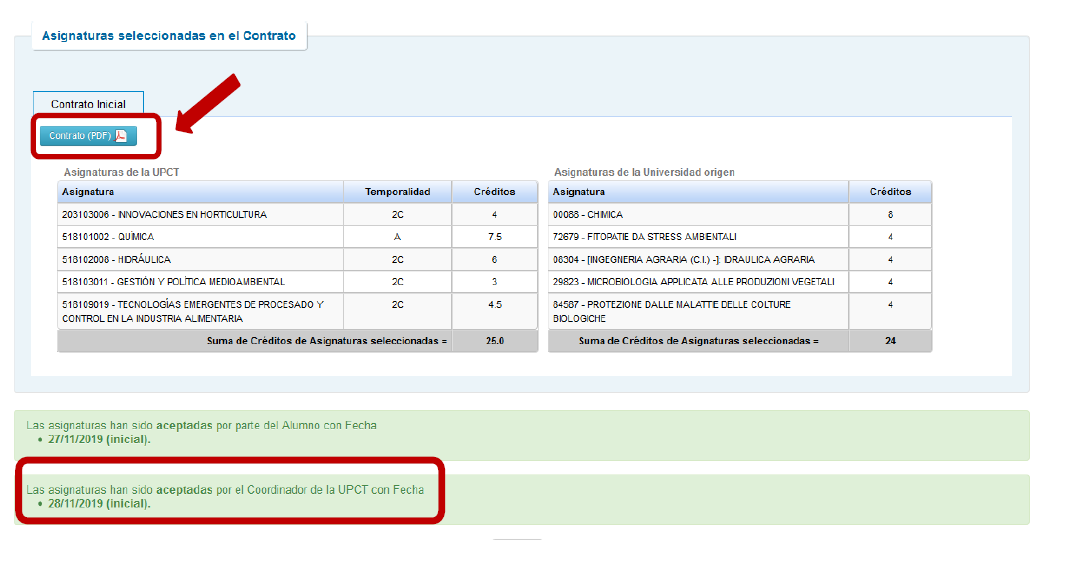 Asignaturas seleccionadas en el Contrato
Contrato Inicial
Contrato (PDF)
Asignaturas de la UPCT
Asignatura Temporalidad Créditos
203103006 - INNOVACIONES EN HORTICULTURA 2C 4
518101002 - QUÍMICA A 7.5
518102008 - HIDRÁULICA 2C 6
518103011 - GESTIÓN Y POLÍTICA MEDIOAMBIENTAL 2C 3
518109019 - TECNOLOGÍAS EMERGENTES DE PROCESADO Y 2C 4.5
CONTROL EN LA INDUSTRIA ALIMENTARIA
Suma de Créditos de Asignaturas seleccionadas = 25.0
Asignaturas de la Universidad origen
Asignatura Créditos
00088 - CHIMICA 8
72679 - FITOPATIE DA STRESS AMBIENTALI 4
08304 - [INGEGNERIA AGRARIA (C.I.) -]: IDRAULICA AGRARIA 4
29823 - MICROBIOLOGIA APPLICATA ALLE PRODUZIONI VEGETALI 4
84587 - PROTEZIONE DALLE MALATTIE DELLE COLTURE 4
BIOLOGICHE
Suma de Créditos de Asignaturas seleccionadas = 24
Las asignaturas han sido aceptadas por parte del Alumno con Fecha
• 27/11/2019 (inicial).
Las asignaturas han sido aceptadas por el Coordinador de la UPCT con Fecha
• 28/11/2019 (inicial).